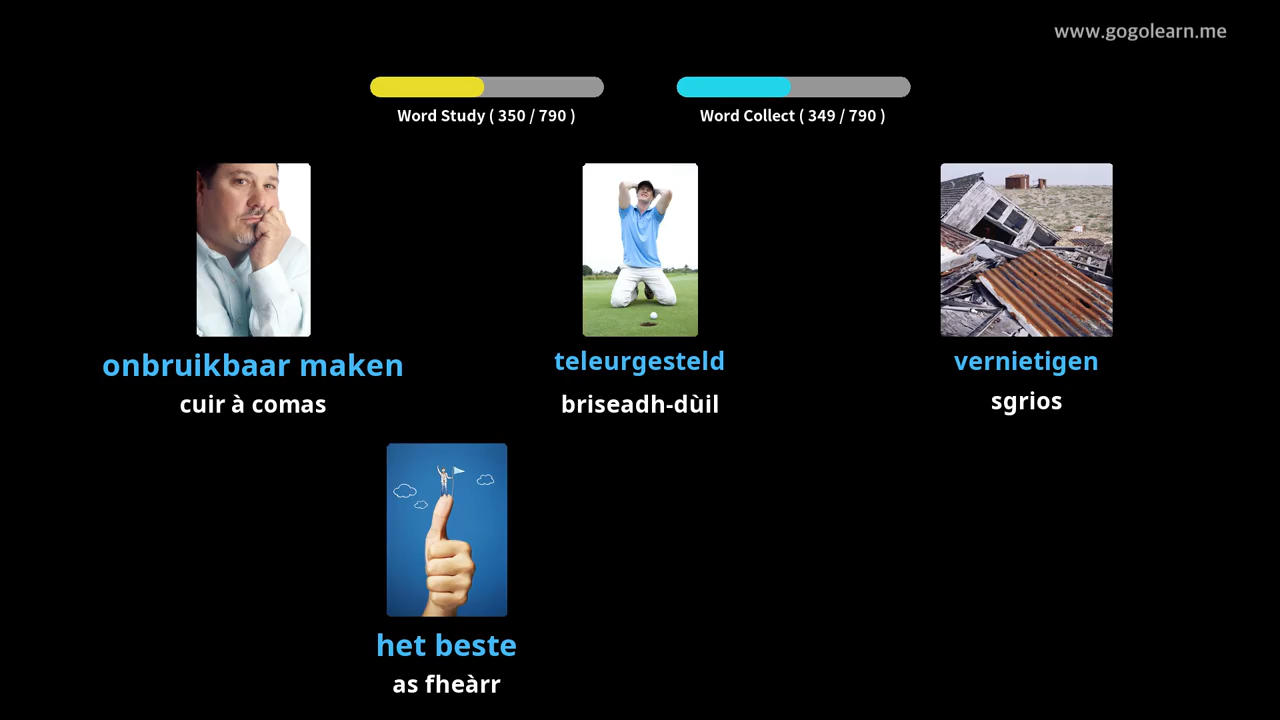 www.gogolearn.me
Word Study ( 350 / 790 )
Word Collect ( 349 / 790 )
onbruikbaar maken
cuir à comas
teleurgesteld
briseadh-dùil
vernietigen
sgrios
het beste
as fheàrr